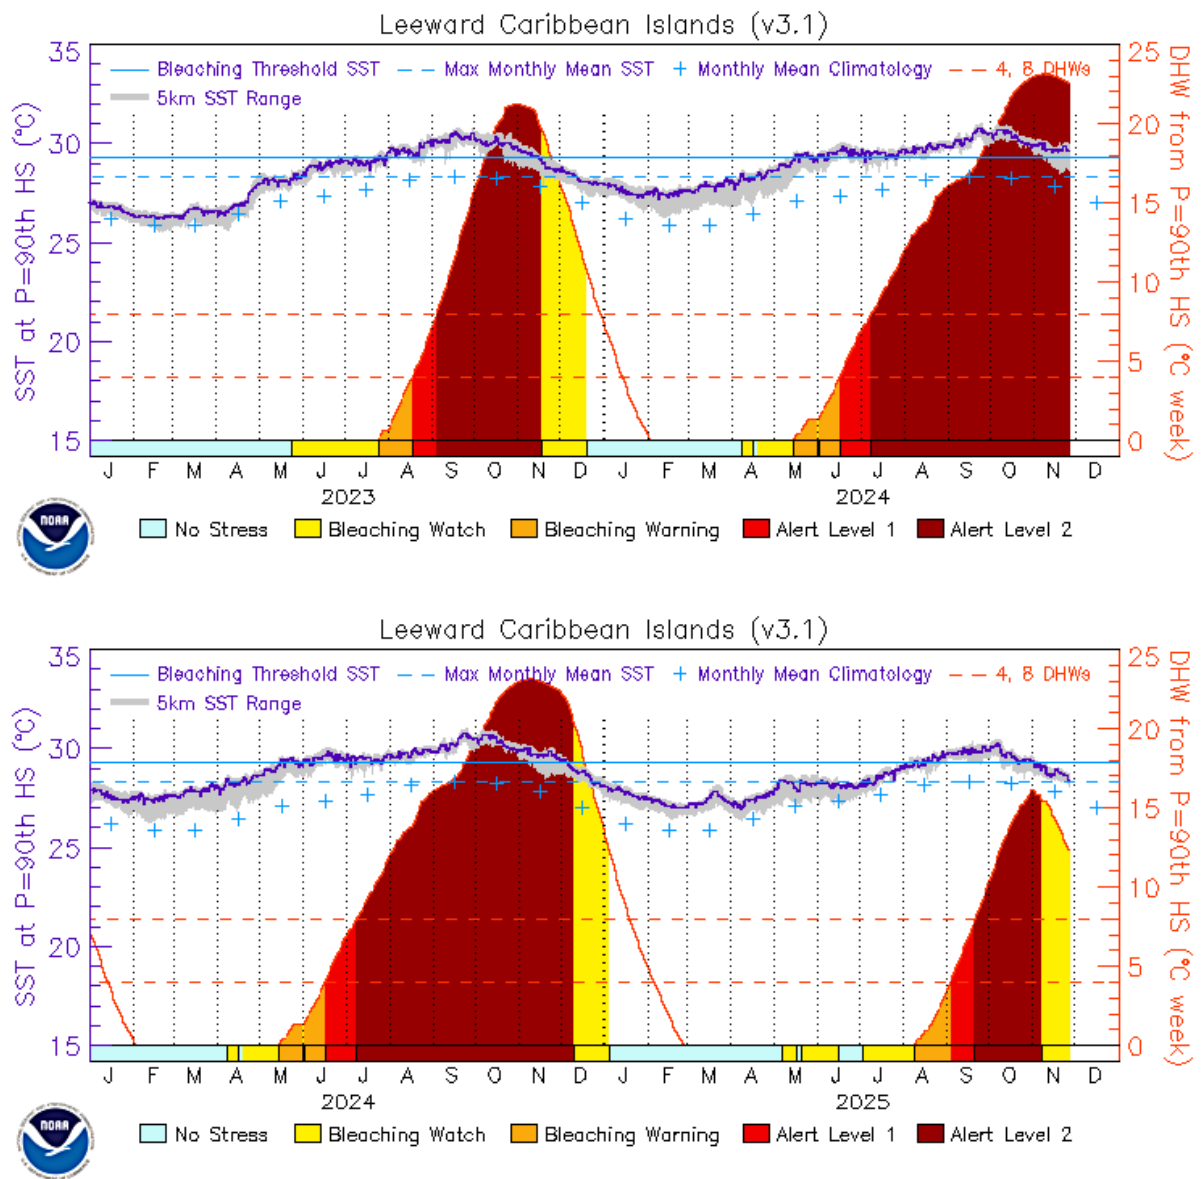 Leeward Caribbean Islands (v3.1)
35 25
Bleaching Threshold SST Max Monthly Mean SST Monthly Mean Climatology 4, 8 DHWs
5km SST Range
30 20
25 15
20 10
5
15 0
SST at P=90th HS (°C)
DHW from P=90th HS (°C week)
J F M A M J J A S O N D J F M A M J J A S O N D
2023 2024
NOAA
No Stress Bleaching Watch Bleaching Warning Alert Level 1 Alert Level 2
Leeward Caribbean Islands (v3.1)
35 25
Bleaching Threshold SST Max Monthly Mean SST Monthly Mean Climatology 4, 8 DHWs
5km SST Range
30 20
25 15
20 10
5
15 0
SST at P=90th HS (°C)
DHW from P=90th HS (°C week)
J F M A M J J A S O N D J F M A M J J A S O N D
2024 2025
NOAA
No Stress Bleaching Watch Bleaching Warning Alert Level 1 Alert Level 2